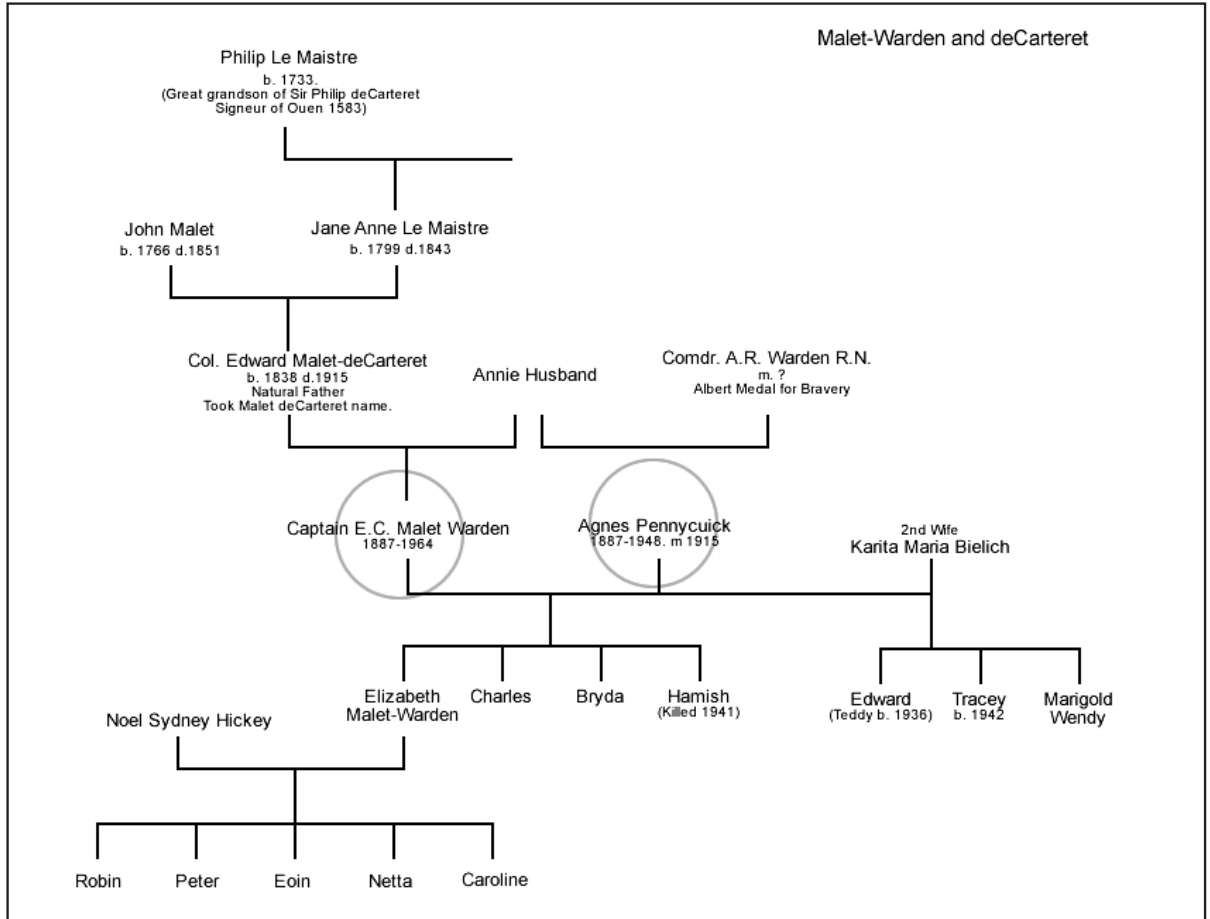 Malet-Warden and deCarteret
Philip Le Maistre
b. 1733.
(Great grandson of Sir Philip deCarteret
Signeur of Ouen 1583)
John Malet
b. 1766 d.1851
Jane Anne Le Maistre
b. 1799 d.1843
Col. Edward Malet-deCarteret
b. 1838 d.1915
Natural Father
Took Malet deCarteret name.
Annie Husband
Comdr. A.R. Warden R.N.
m. ?
Albert Medal for Bravery
Captain E.C. Malet Warden
1887-1964
Agnes Pennycuick
1887-1948. m 1915
2nd Wife
Karita Maria Bielich
Elizabeth
Malet-Warden
Charles
Bryda
Hamish
(Killed 1941)
Edward
(Teddy b. 1936)
Tracey
b. 1942
Marigold
Wendy
Noel Sydney Hickey
Robin
Peter
Eoin
Netta
Caroline